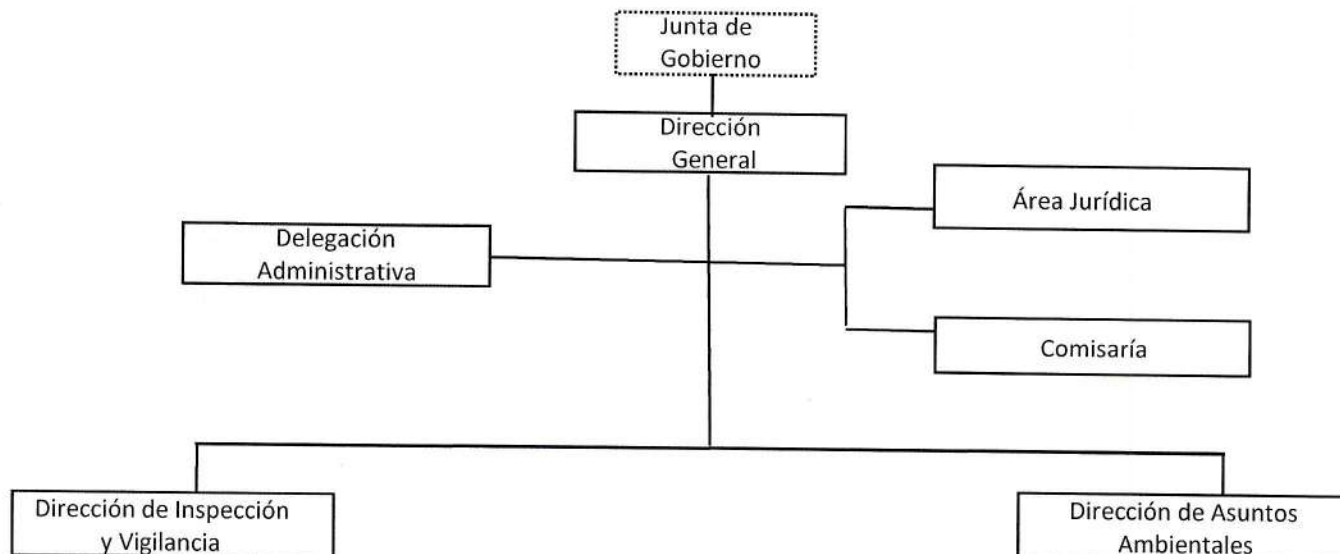 Junta de
Gobierno
Dirección
General
Área Jurídica
Delegación
Administrativa
Comisaría
Dirección de Inspección
y Vigilancia
Dirección de Asuntos
Ambientales